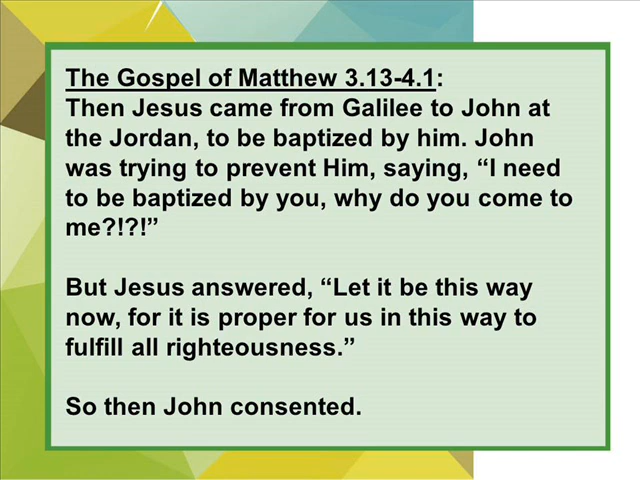 The Gospel of Matthew 3.13-4.1:
Then Jesus came from Galilee to John at
the Jordan, to be baptized by him. John
was trying to prevent Him, saying, “I need
to be baptized by you, why do you come to
me?!?!”
But Jesus answered, “Let it be this way
now, for it is proper for us in this way to
fulfill all righteousness.”
So then John consented.